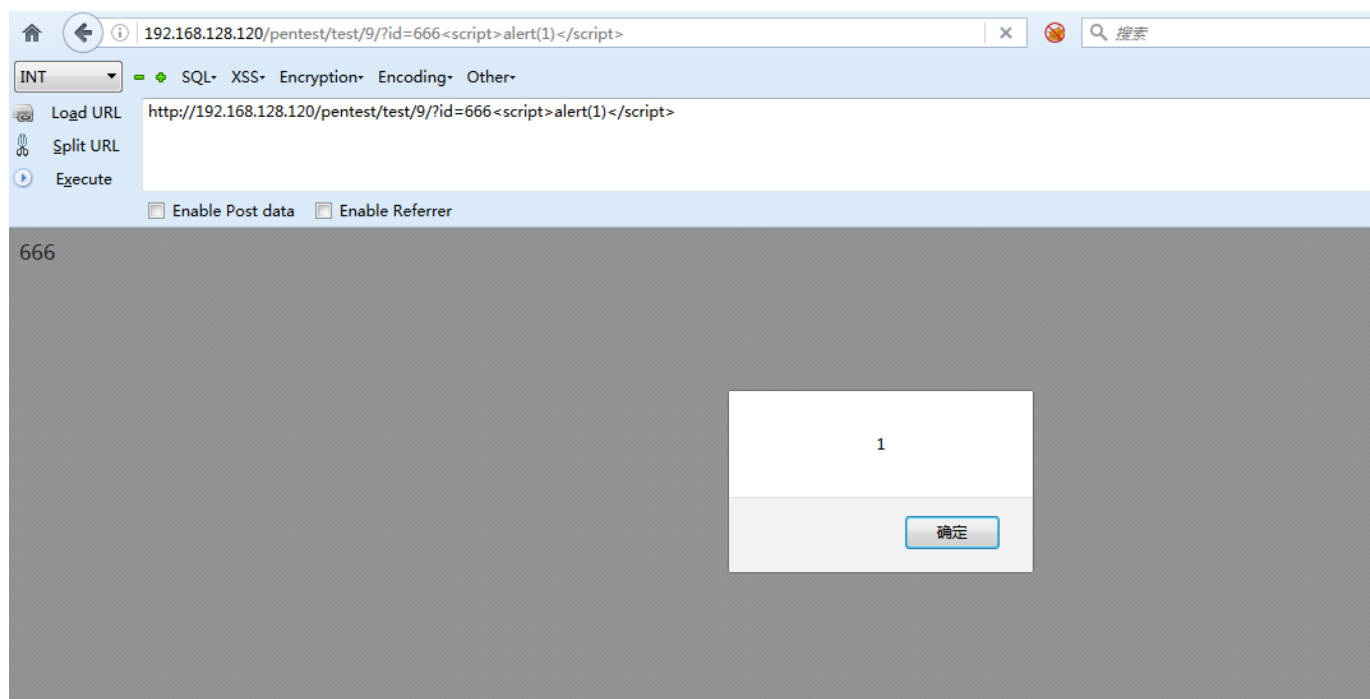 192.168.128.120/pentest/test/9/?id=666<script>alert(1)</script>
搜索
INT SQL XSS Encryption Encoding Other
Load URL http://192.168.128.120/pentest/test/9/?id=666<script>alert(1)</script>
Split URL
Execute
Enable Post data Enable Referrer
666
1
确定